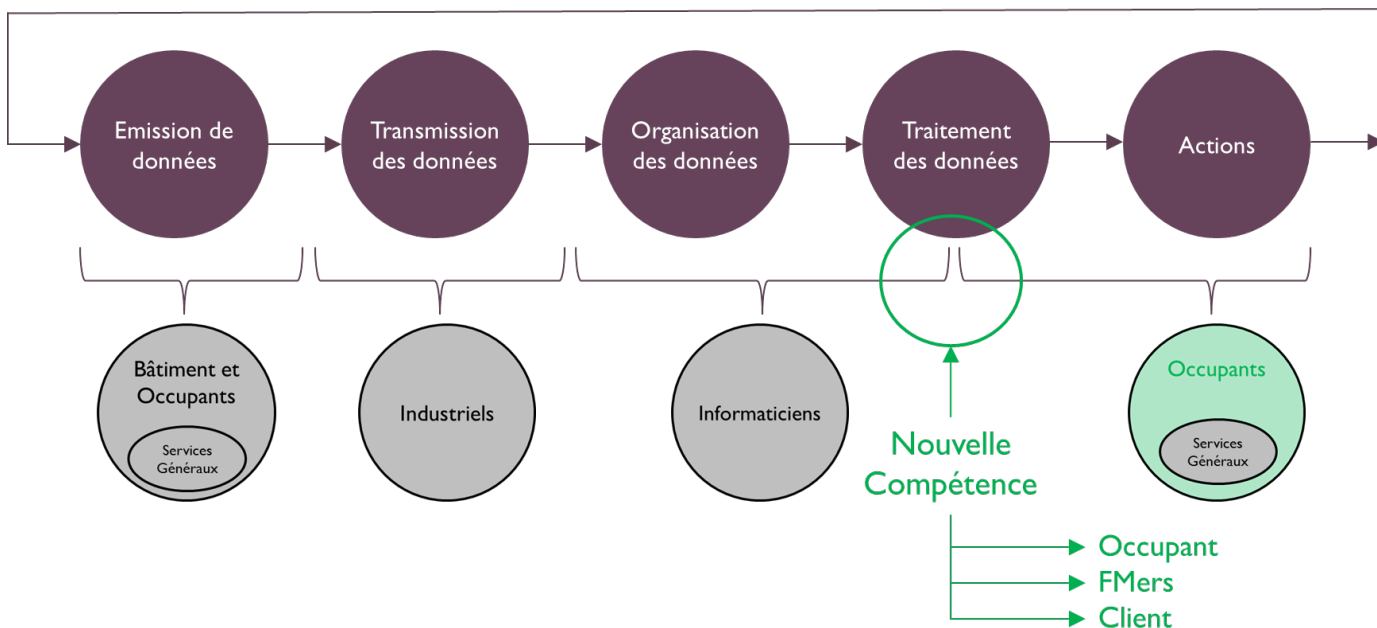 Emission de
données
Transmission
des données
Organisation
des données
Traitement
des données
Actions
Bâtiment et
Occupants
Services
Généraux
Industriels
Informaticiens
Occupants
Services
Généraux
Nouvelle
Compétence
Occupant
FMers
Client